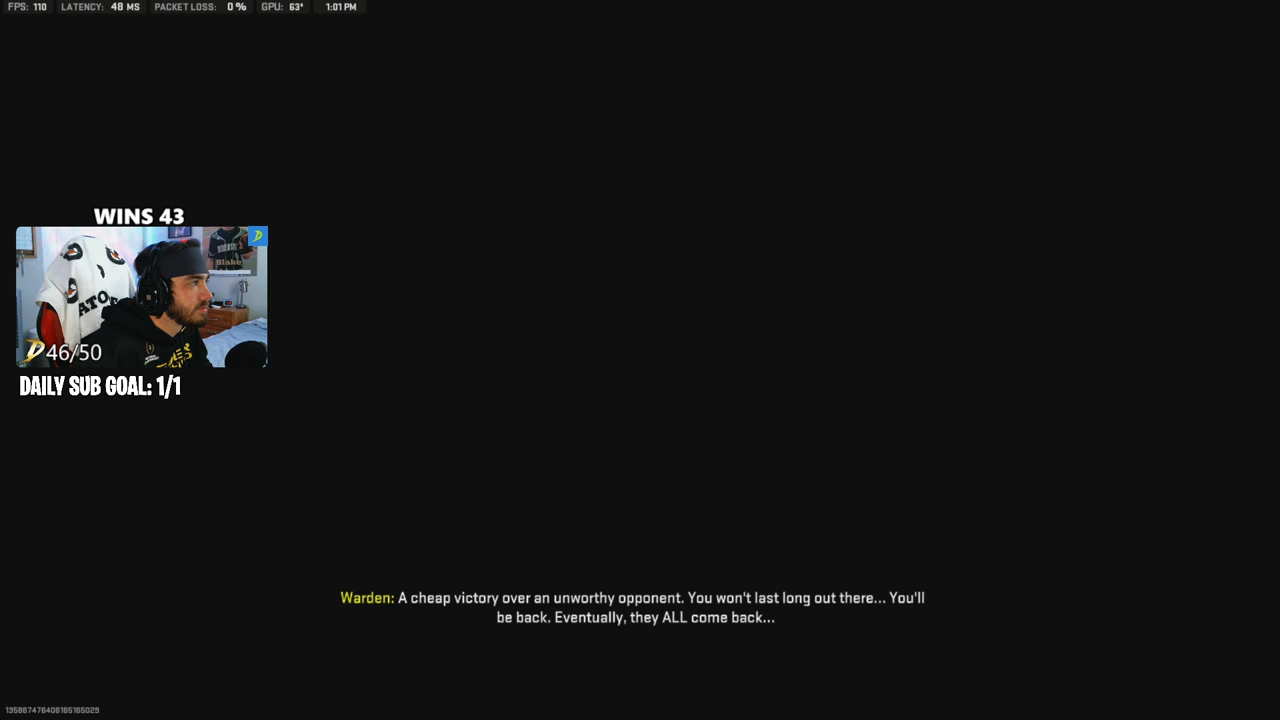 FPS: 110 LATENCY: 48 MS PACKET LOSS: 0 % GPU: 63° 1:01 PM
WINS 43
Blake
46/50
DAILY SUB GOAL: 1/1
Warden: A cheap victory over an unworthy opponent. You won't last long out there... You'll
be back. Eventually, they ALL come back...